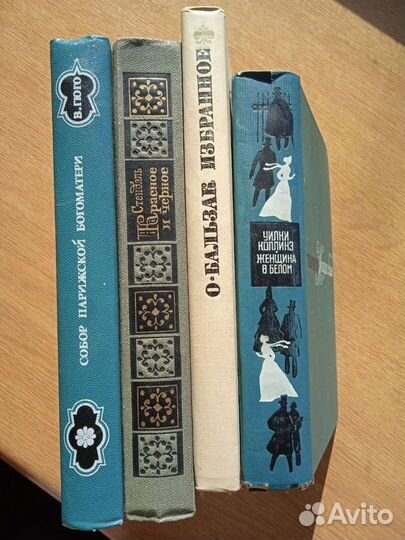 В. ГЮГО
СОБОР ПАРИЖСКОЙ БОГОМАТЕРИ
Стендаль
Красное
и черное
О·БАЛЬЗАК ИЗБРАННОЕ
УИЛКИ
КОЛЛИНЗ
ЖЕНЩИНА
В БЕЛОМ
Avito